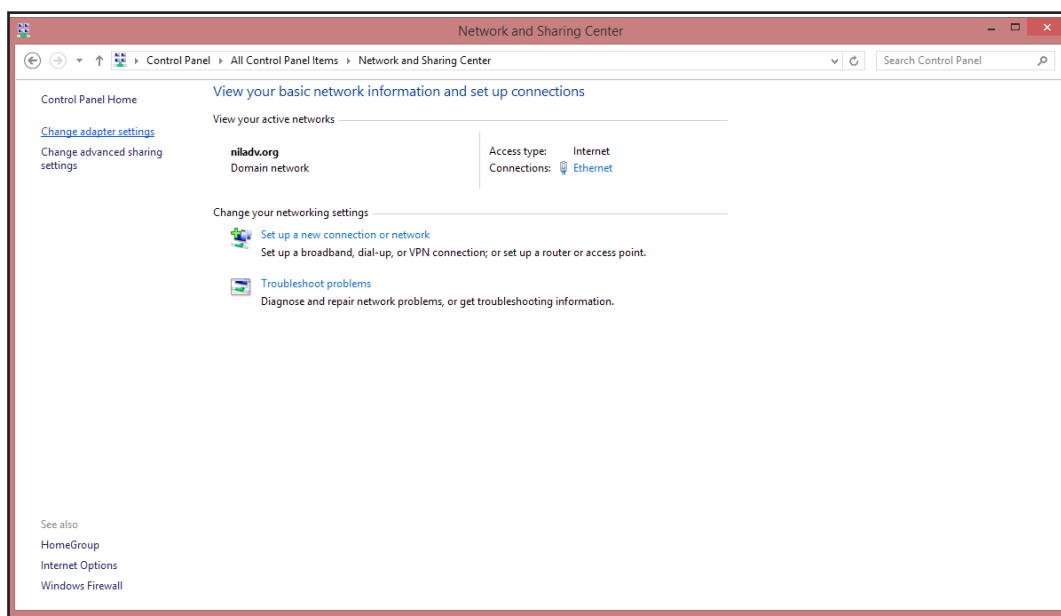 Network and Sharing Center
Control Panel All Control Panel Items Network and Sharing Center
Search Control Panel
Control Panel Home
Change adapter settings
Change advanced sharing
settings
View your basic network information and set up connections
View your active networks
niladv.org
Domain network
Access type: Internet
Connections: Ethernet
Change your networking settings
Set up a new connection or network
Set up a broadband, dial-up, or VPN connection; or set up a router or access point.
Troubleshoot problems
Diagnose and repair network problems, or get troubleshooting information.
See also
HomeGroup
Internet Options
Windows Firewall